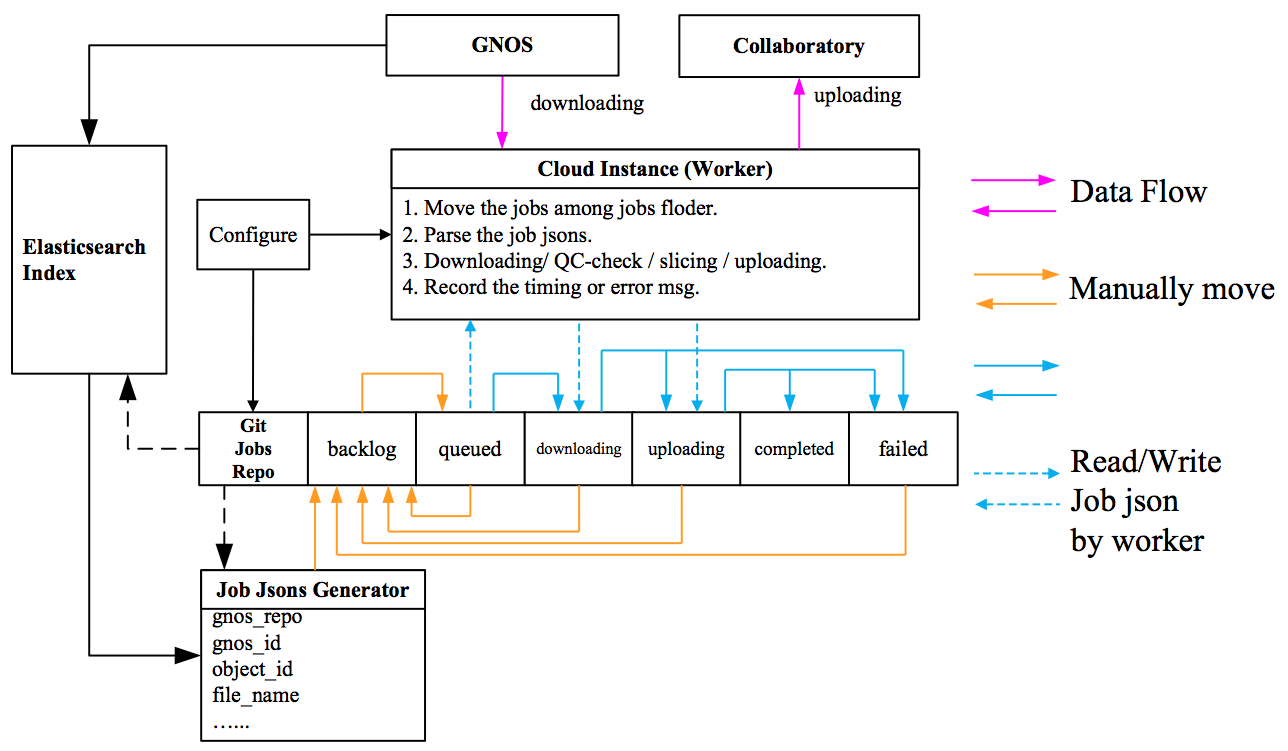 GNOS
Collaboratory
downloading
uploading
Cloud Instance (Worker)
1. Move the jobs among jobs floder.
2. Parse the job jsons.
3. Downloading/ QC-check / slicing / uploading.
4. Record the timing or error msg.
Configure
Elasticsearch
Index
Data Flow
Manually move
Read/Write
Job json
by worker
Git
Jobs
Repo
backlog
queued
downloading
uploading
completed
failed
Job Jsons Generator
gnos_repo
gnos_id
object_id
file_name
…...